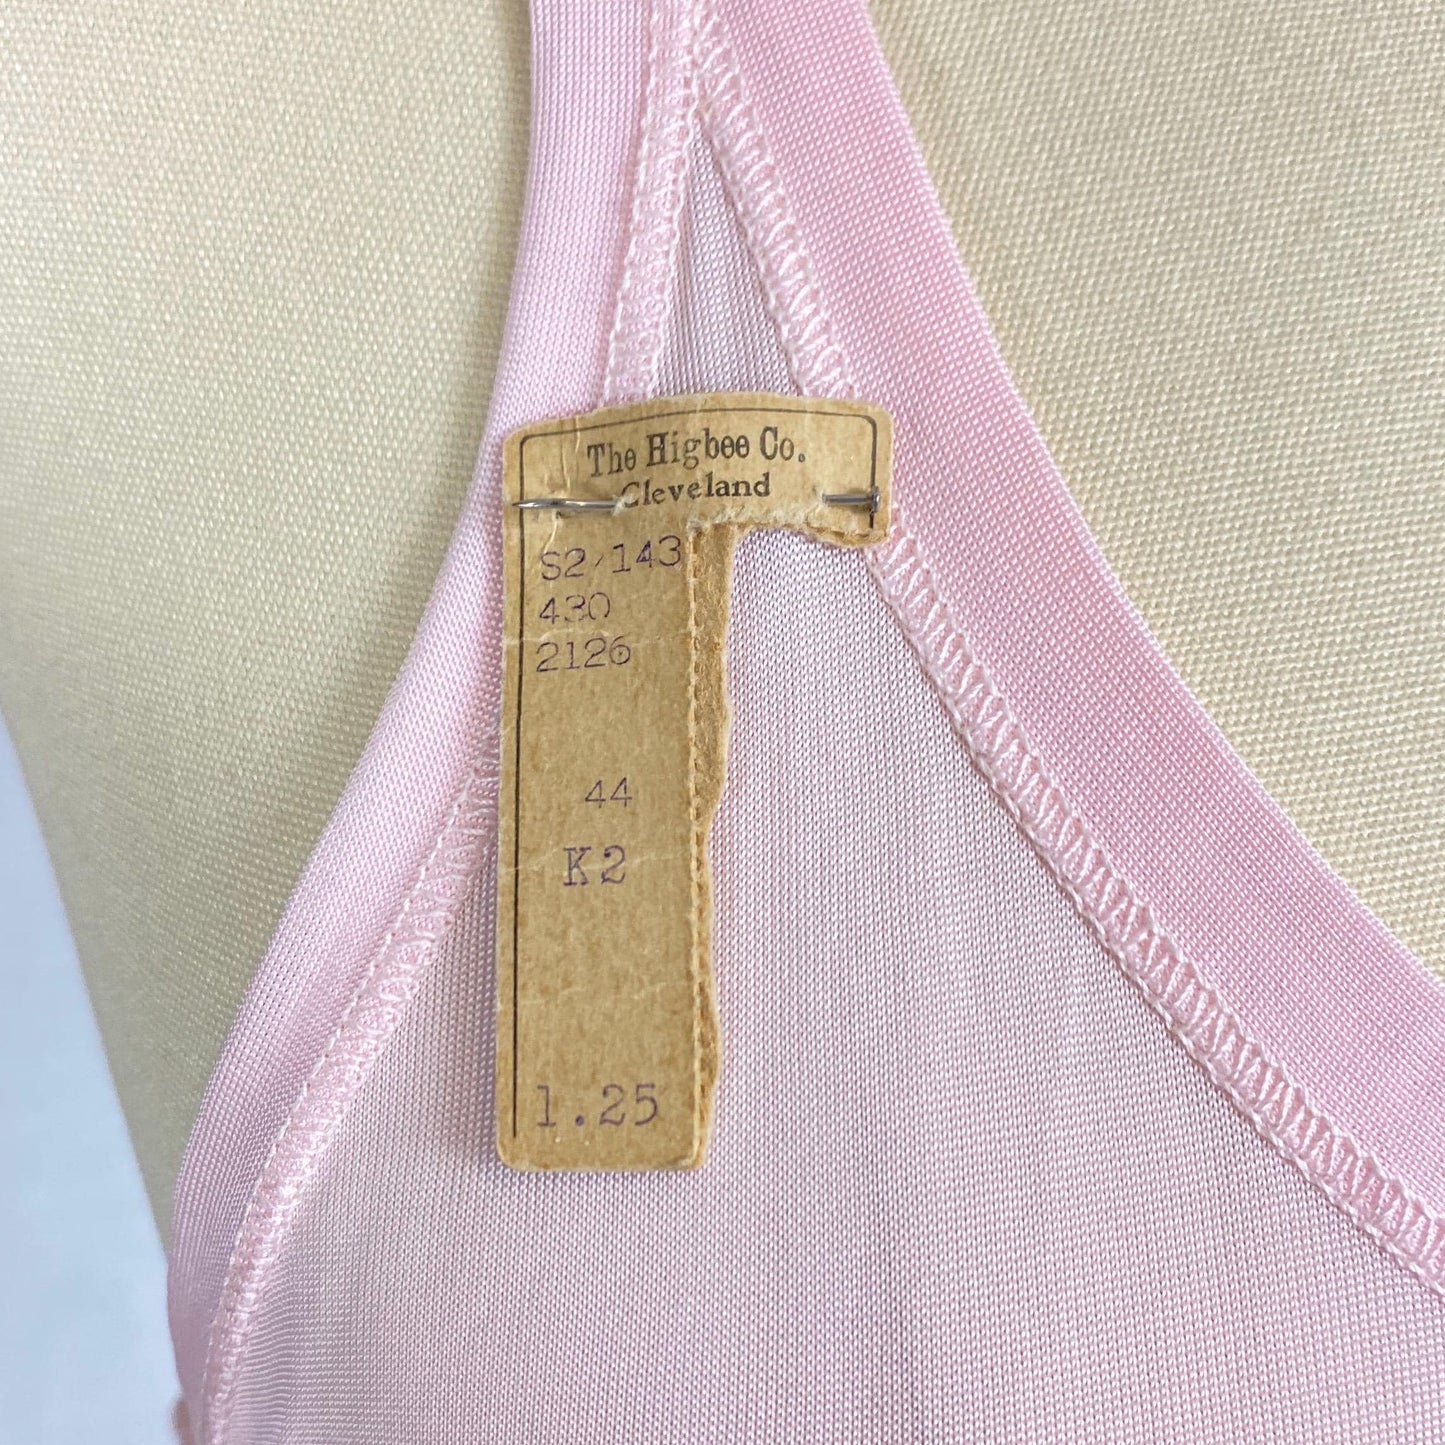 The Higbee Co.
Cleveland
S2/143
430
2126
44
K2
1.25